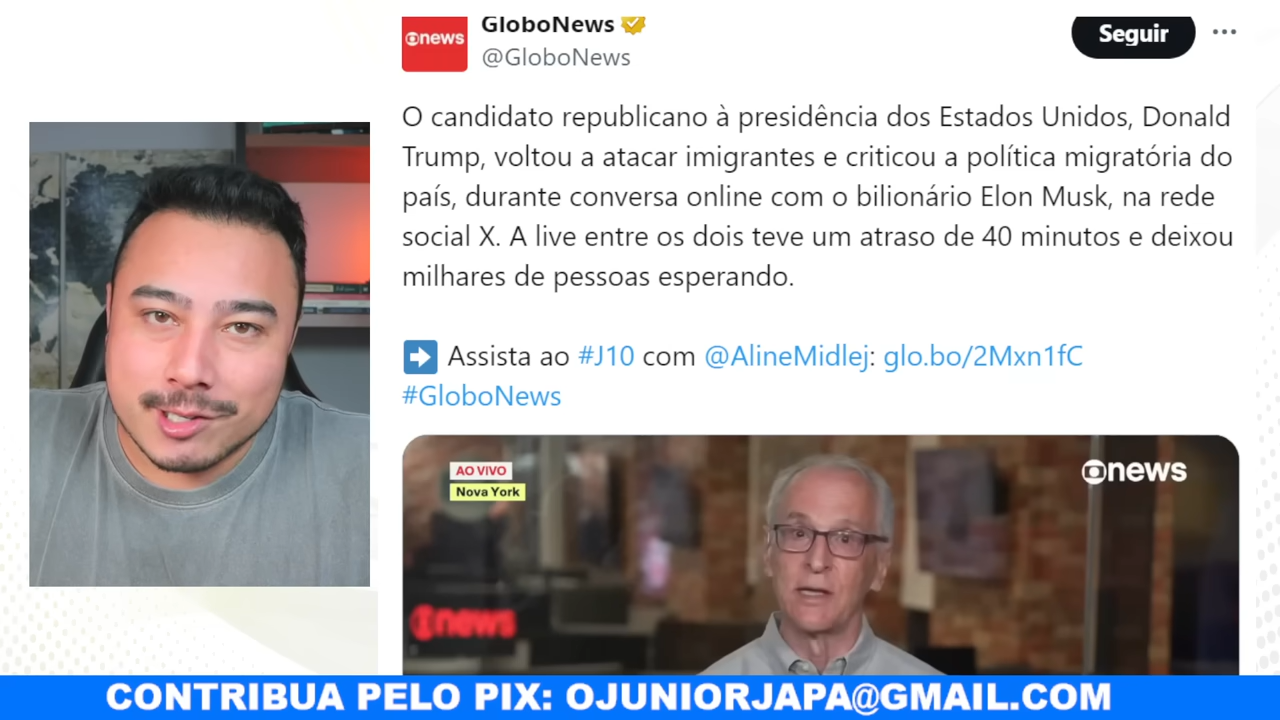 GloboNews
@GloboNews
Seguir
news
O candidato republicano à presidência dos Estados Unidos, Donald
Trump, voltou a atacar imigrantes e criticou a política migratória do
país, durante conversa online com o bilionário Elon Musk, na rede
social X. A live entre os dois teve um atraso de 40 minutos e deixou
milhares de pessoas esperando.
Assista ao #J10 com @AlineMidlej: glo.bo/2Mxn1fC
#GloboNews
AO VIVO
Nova York
news
news
CONTRIBUA PELO PIX: OJUNIORJAPA@GMAIL.COM